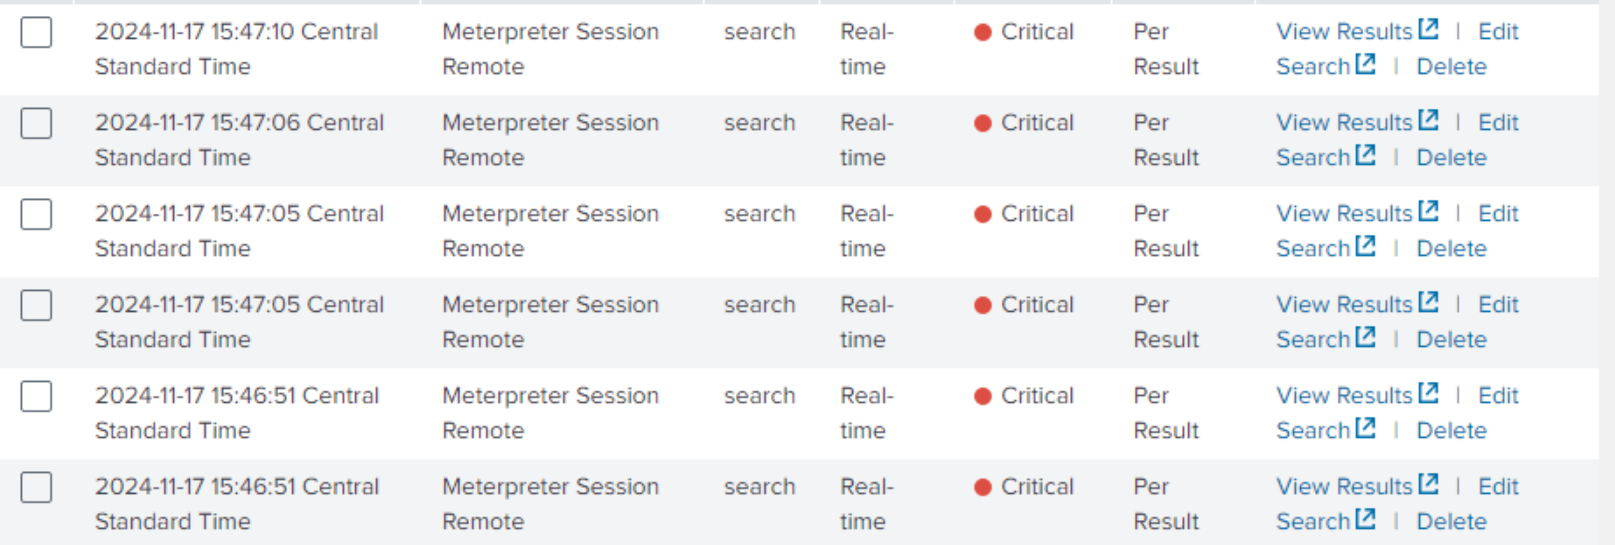 2024-11-17 15:47:10 Central Meterpreter Session search Real- Critical Per View Results | Edit
Standard Time Remote time Result Search | Delete
2024-11-17 15:47:06 Central Meterpreter Session search Real- Critical Per View Results | Edit
Standard Time Remote time Result Search | Delete
2024-11-17 15:47:05 Central Meterpreter Session search Real- Critical Per View Results | Edit
Standard Time Remote time Result Search | Delete
2024-11-17 15:47:05 Central Meterpreter Session search Real- Critical Per View Results | Edit
Standard Time Remote time Result Search | Delete
2024-11-17 15:46:51 Central Meterpreter Session search Real- Critical Per View Results | Edit
Standard Time Remote time Result Search | Delete
2024-11-17 15:46:51 Central Meterpreter Session search Real- Critical Per View Results | Edit
Standard Time Remote time Result Search | Delete